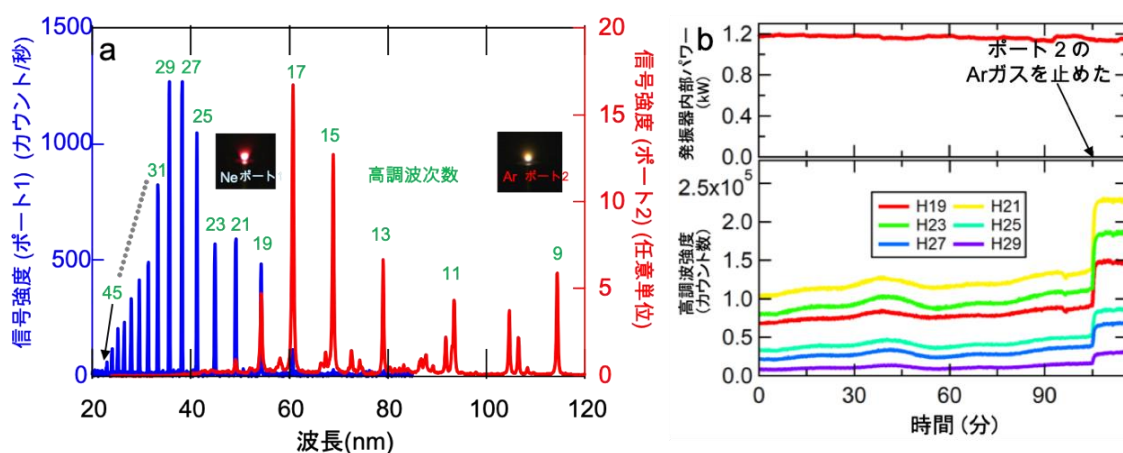 a
1500
1000
500
0
信号強度 (ポート1) (カウント/秒)
20
40
60
80
100
120
波長(nm)
20
15
10
5
0
信号強度 (ポート2) (任意単位)
29
27
25
31
45
23
21
19
17
15
13
11
9
高調波次数
Neポート1
Ar ポート2
b
1.2
0.9
0.6
0.3
0.0
発振器内部パワー
(kW)
ポート 2 の
Arガスを止めた
2.5x10⁵
2.0
1.5
1.0
0.5
0.0
高調波強度
(カウント数)
H19
H21
H23
H25
H27
H29
0
30
60
90
時間 (分)